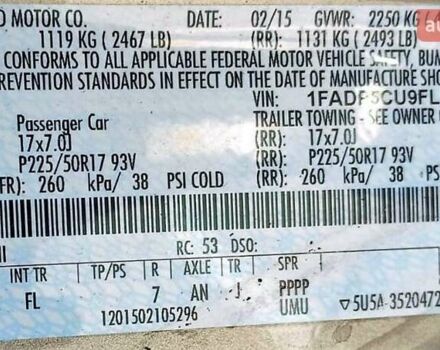 D MOTOR CO. DATE: 02/15 GVWR: 2250 KG
1119 KG ( 2467 LB) (RR): 1131 KG ( 2493 LB)
CONFORMS TO ALL APPLICABLE FEDERAL MOTOR VEHICLE SAFETY, BUM
REVENTION STANDARDS IN EFFECT ON THE DATE OF MANUFACTURE SHO
VIN: 1FADP5CU9FL
Passenger Car TRAILER TOWING - SEE OWNER
17x7.0J (RR): 17x7.0J
P225/50R17 93V P225/50R17 93V
FR): 260 kPa/ 38 PSI COLD (RR): 260 kPa/ 38
RC: 53 DSO:
INT TR TP/PS R AXLE TR SPR
FL 7 AN J PPPP
1201502105296 UMU ▽5U5A-3520472